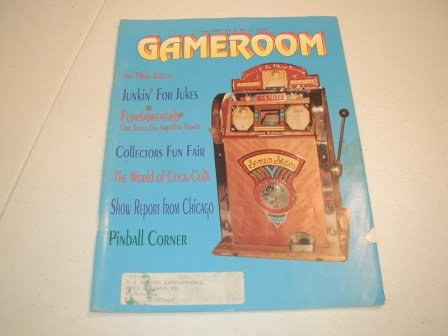 GAMEROOM
In This Issue:
Junkin' For Jukes
Fundamentals
Our Series On Amplifier Repair
Collectors Fun Fair
The World of Coca-Cola
Show Report from Chicago
Pinball Corner